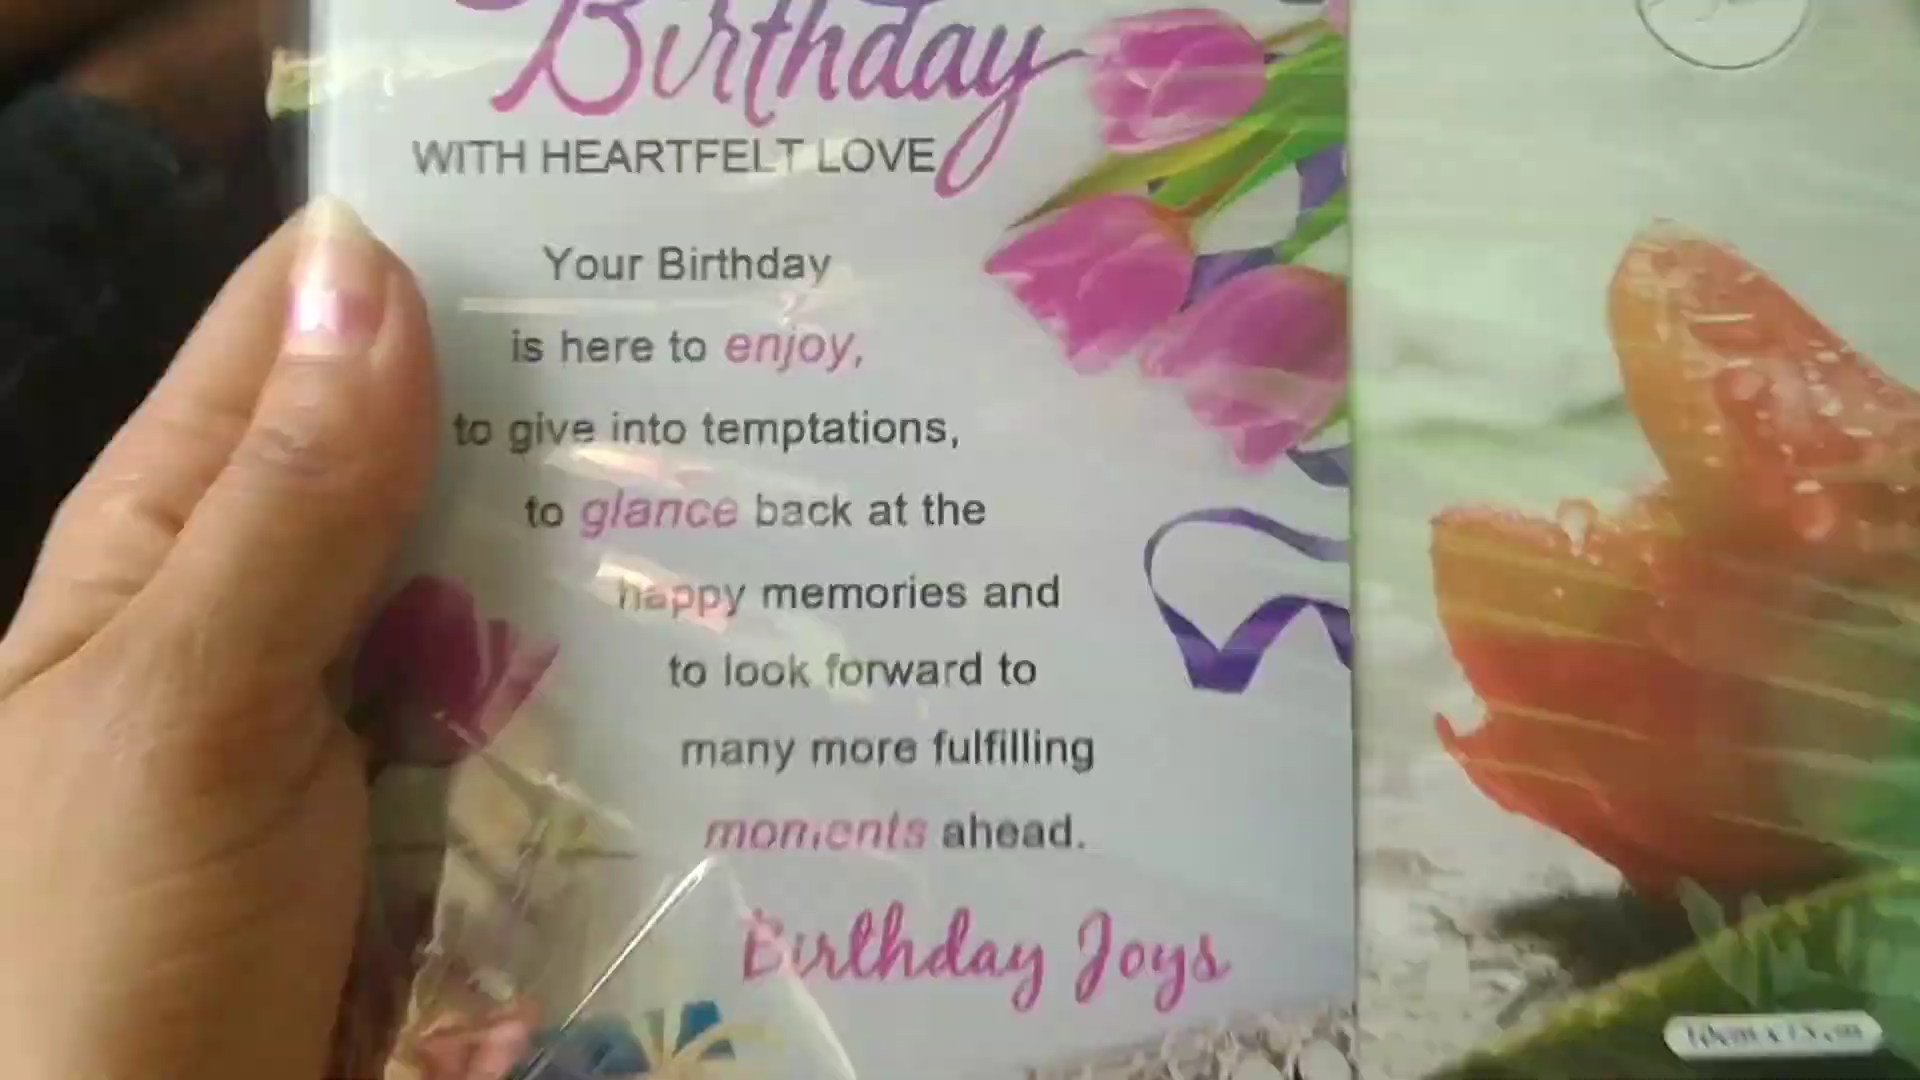 Birthday
WITH HEARTFELT LOVE
Your Birthday
is here to enjoy,
to give into temptations,
to glance back at the
happy memories and
to look forward to
many more fulfilling
moments ahead.
Birthday Joys